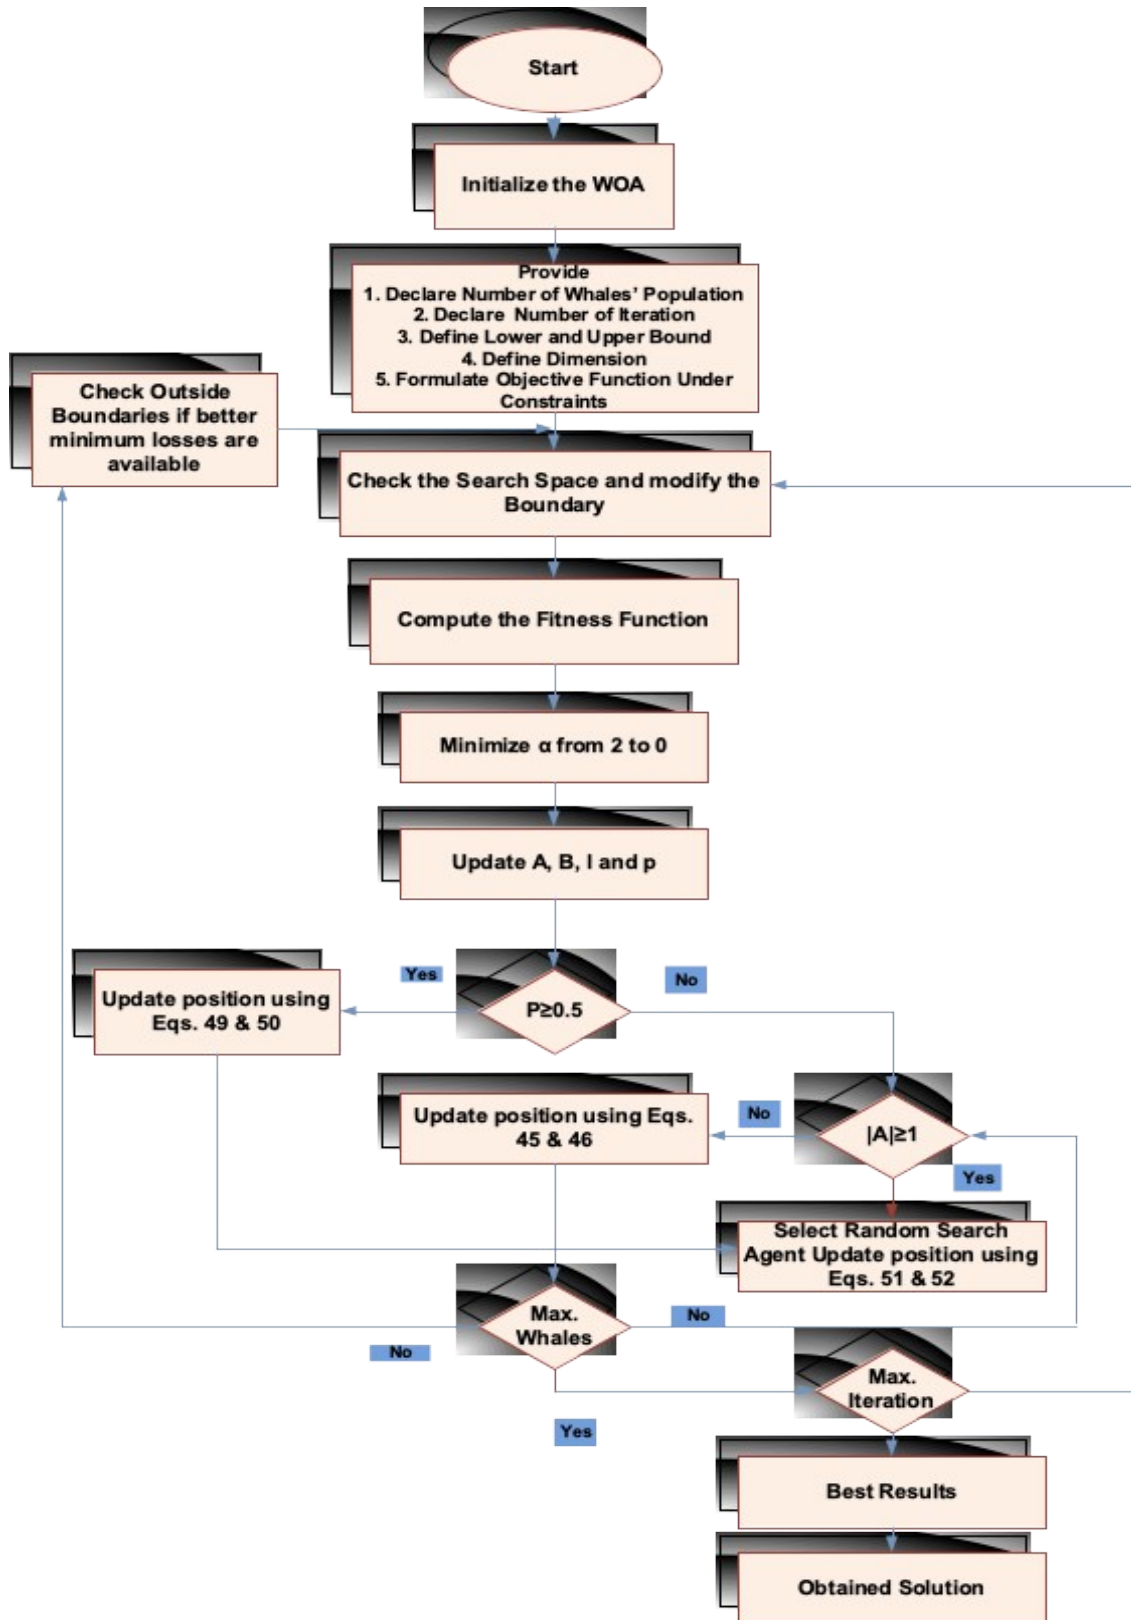 Start
Initialize the WOA
Provide
1. Declare Number of Whales' Population
2. Declare Number of Iteration
3. Define Lower and Upper Bound
4. Define Dimension
5. Formulate Objective Function Under
Constraints
Check Outside
Boundaries if better
minimum losses are
available
Check the Search Space and modify the
Boundary
Compute the Fitness Function
Minimize α from 2 to 0
Update A, B, l and p
Yes
No
P≥0.5
Update position using
Eqs. 49 & 50
Update position using Eqs.
45 & 46
No
|A|≥1
Yes
Select Random Search
Agent Update position using
Eqs. 51 & 52
Max.
Whales
No
No
Max.
Iteration
Yes
Best Results
Obtained Solution